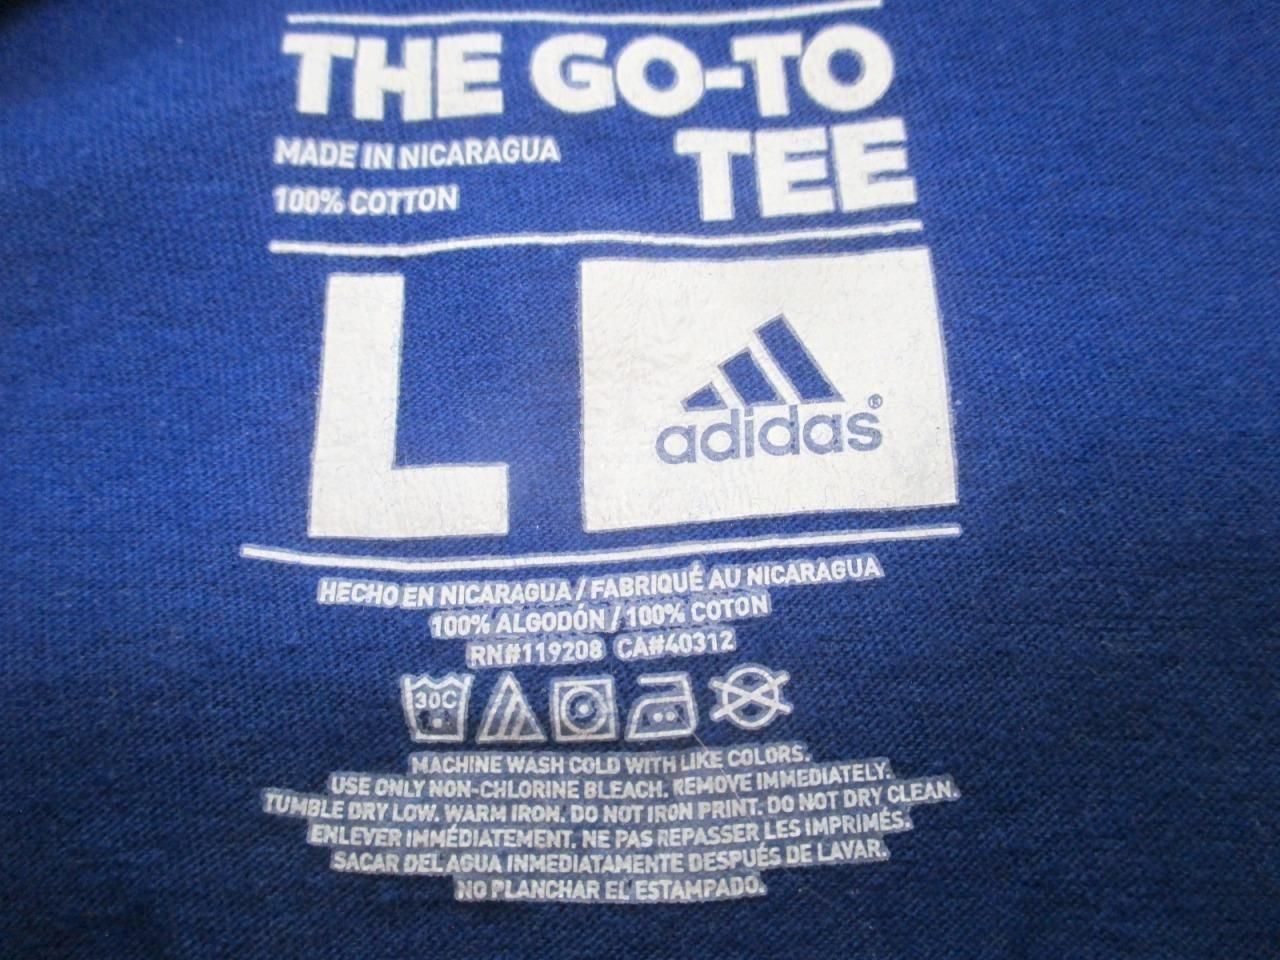 THE GO-TO
TEE
MADE IN NICARAGUA
100% COTTON
L
adidas®
HECHO EN NICARAGUA / FABRIQUÉ AU NICARAGUA
100% ALGODÓN / 100% COTON
RN#119208 CA#40312
30C
MACHINE WASH COLD WITH LIKE COLORS.
USE ONLY NON-CHLORINE BLEACH. REMOVE IMMEDIATELY.
TUMBLE DRY LOW. WARM IRON. DO NOT IRON PRINT. DO NOT DRY CLEAN.
ENLEVER IMMÉDIATEMENT. NE PAS REPASSER LES IMPRIMÉS.
SACAR DEL AGUA INMEDIATAMENTE DESPUÉS DE LAVAR.
NO PLANCHAR EL ESTAMPADO.